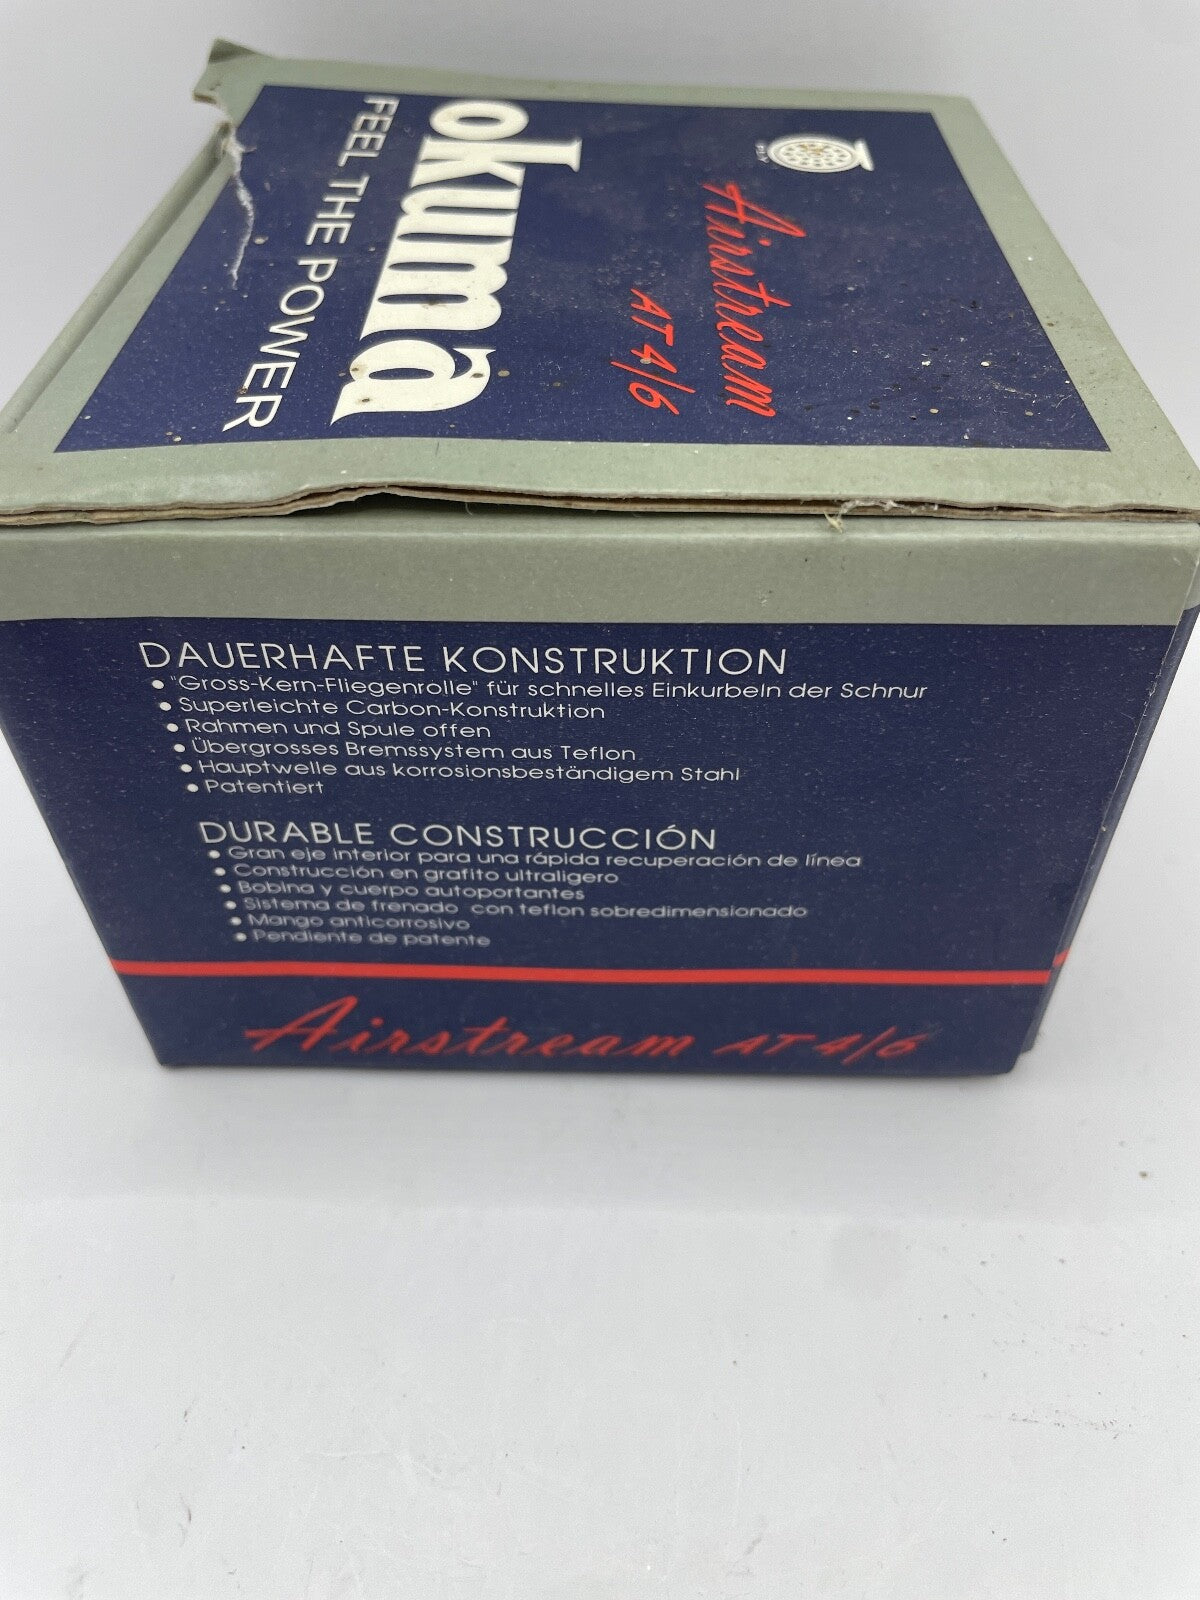 Airstream
AT 4/6
okuma
FEEL THE POWER
DAUERHAFTE KONSTRUKTION
• "Gross-Kern-Fliegenrolle" für schnelles Einkurbeln der Schnur
• Superleichte Carbon-Konstruktion
• Rahmen und Spule offen
• Übergrosses Bremssystem aus Teflon
• Hauptwelle aus korrosionsbeständigem Stahl
• Patentiert
DURABLE CONSTRUCCIÓN
• Gran eje interior para una rápida recuperación de línea
• Construcción en grafito ultraligero
• Bobina y cuerpo autoportantes
• Sistema de frenado con teflon sobredimensionado
• Mango anticorrosivo
• Pendiente de patente
Airstream AT 4/6